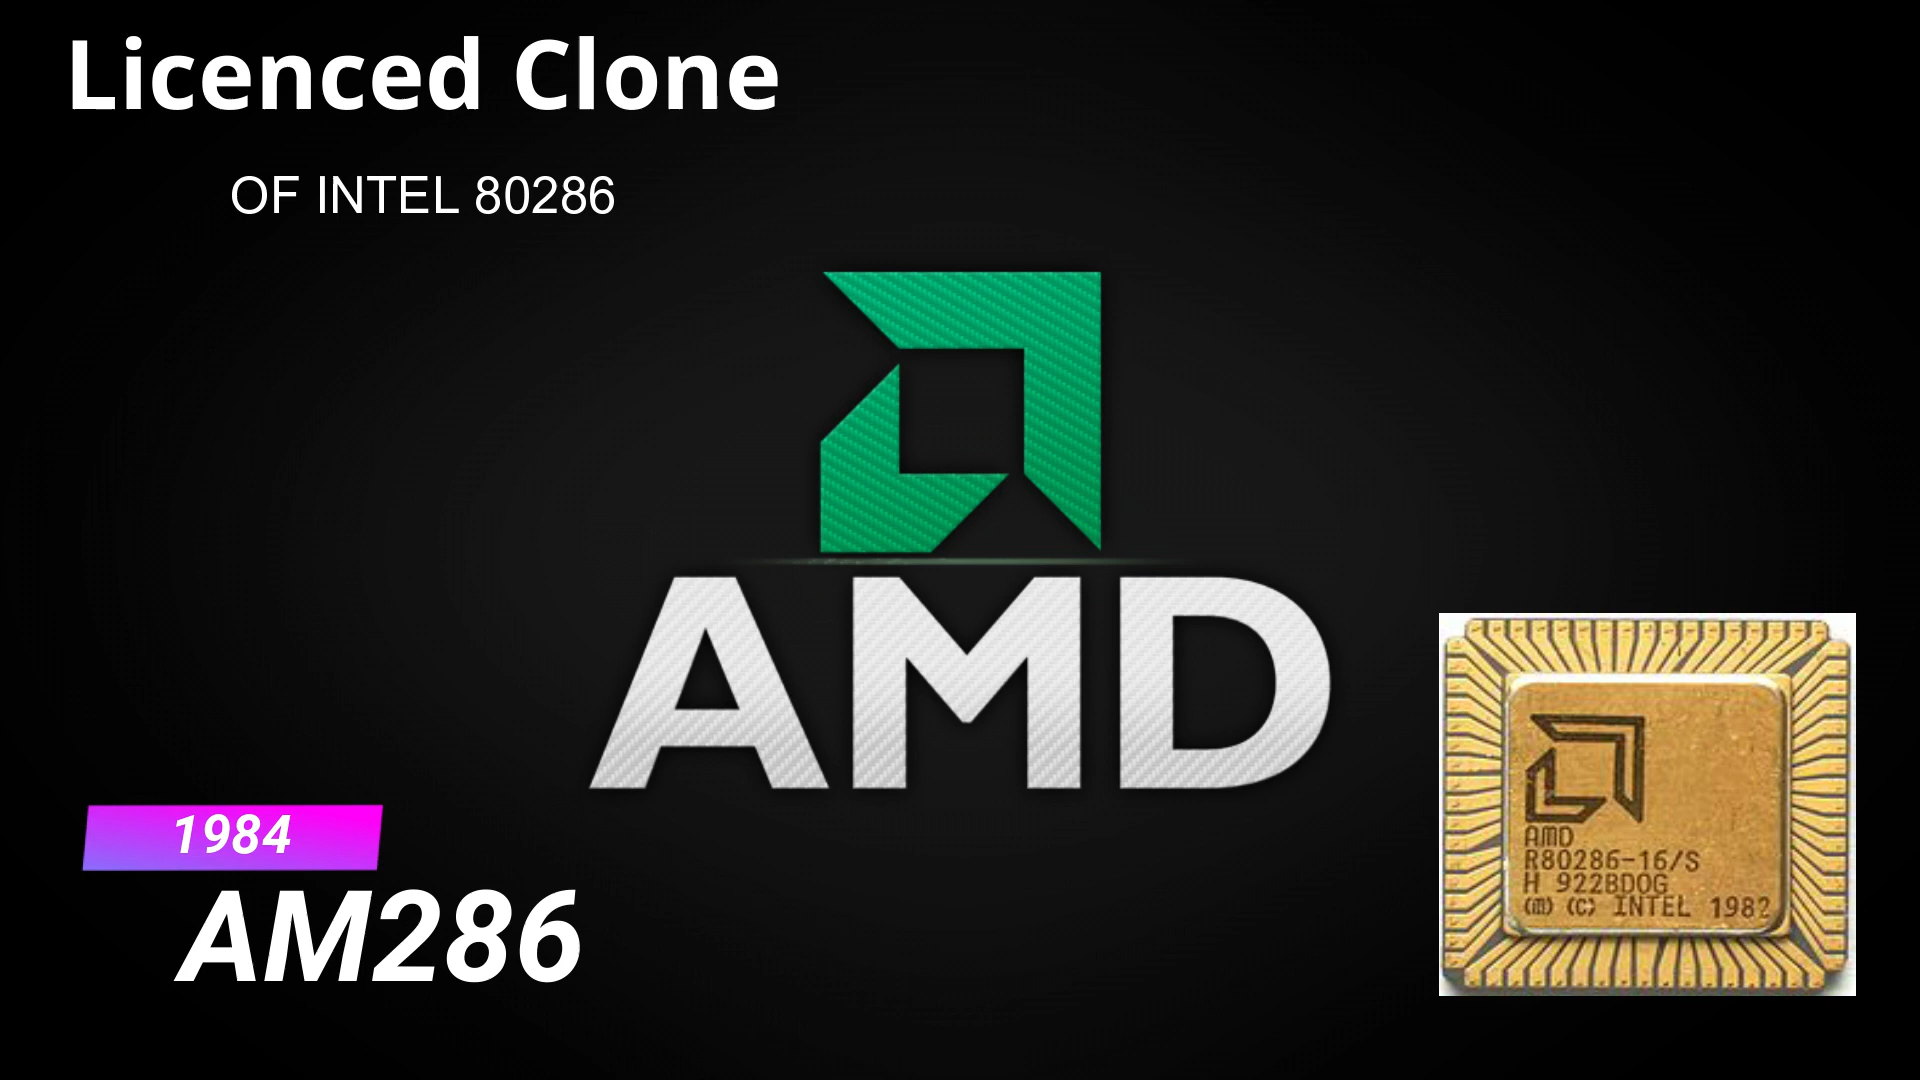 Licenced Clone
OF INTEL 80286
AMD
1984
AM286
AMD
R80286-16/S
H 922BDOG
(M) (C) INTEL 1982